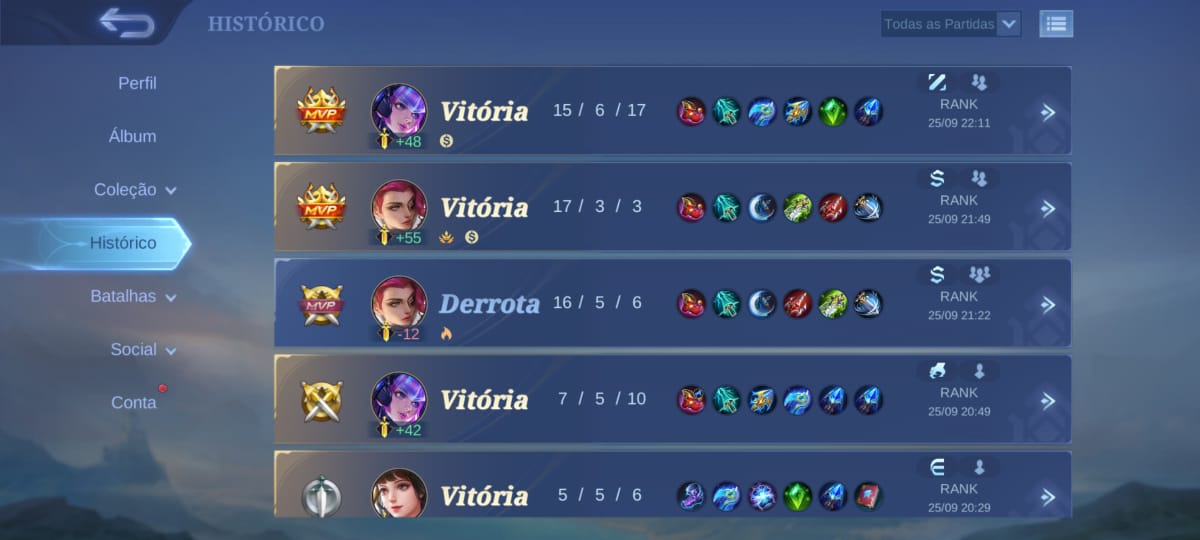 HISTÓRICO
Todas as Partidas
Perfil
Álbum
Coleção
Histórico
Batalhas
Social
Conta
MVP
+48
Vitória
15 / 6 / 17
RANK
25/09 22:11
MVP
+55
Vitória
17 / 3 / 3
RANK
25/09 21:49
MVP
-12
Derrota
16 / 5 / 6
RANK
25/09 21:22
+42
Vitória
7 / 5 / 10
RANK
25/09 20:49
Vitória
5 / 5 / 6
RANK
25/09 20:29